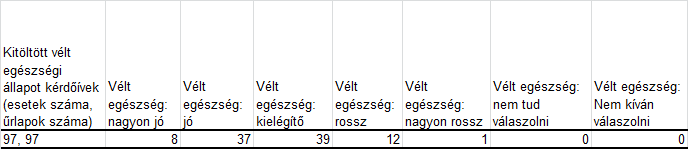 Kitöltött vélt
egészségi
állapot kérdőívek
(esetek száma,
űrlapok száma)
Vélt
egészség:
nagyon jó
Vélt
egészség:
jó
Vélt
egészség:
kielégítő
Vélt
egészség:
rossz
Vélt
egészség:
nagyon rossz
Vélt egészség:
nem tud
válaszolni
Vélt egészség:
Nem kíván
válaszolni
97, 97 8 37 39 12 1 0 0